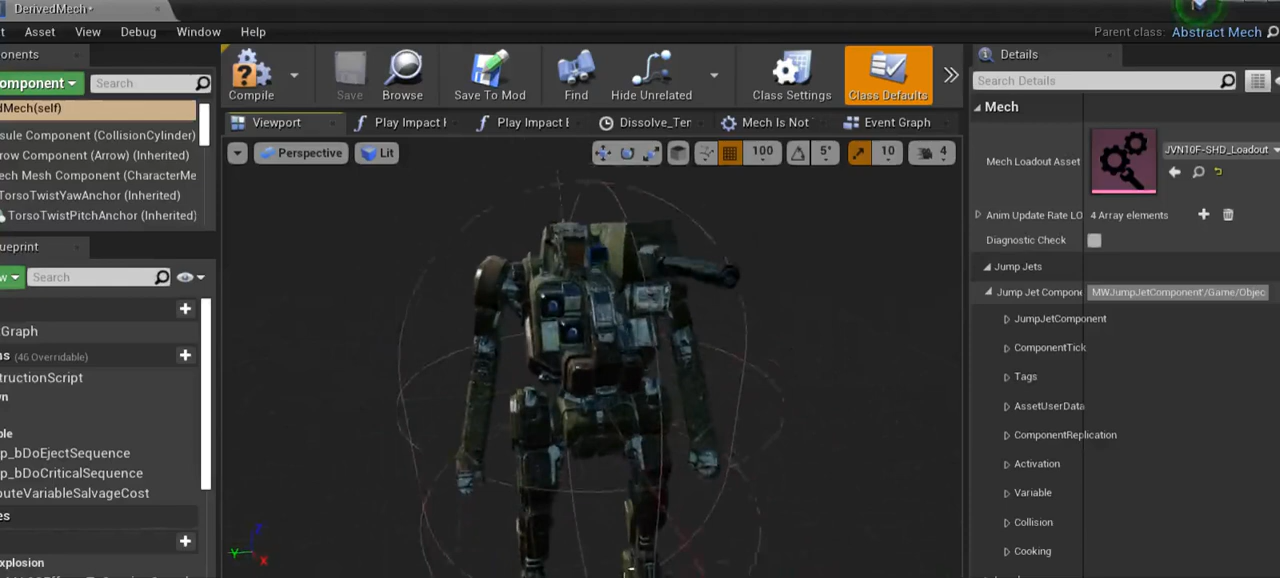 DerivedMech•
t Asset View Debug Window Help
Parent class: Abstract Mech
onents
omponent
Search
dMech(self)
sule Component (CollisionCylinder)
row Component (Arrow) (Inherited)
ech Mesh Component (CharacterMe
TorsoTwistYawAnchor (Inherited)
TorsoTwistPitchAnchor (Inherited)
ueprint
w
Search
Graph
ns (46 Overridable)
tructionScript
wn
ble
p_bDoEjectSequence
p_bDoCriticalSequence
puteVariableSalvageCost
es
xplosion
Compile
Save
Browse
Save To Mod
Find
Hide Unrelated
Class Settings
Class Defaults
Viewport
Play Impact
Play Impact E
Dissolve_Ter
Mech Is Not
Event Graph
Perspective
Lit
100
5°
10
4
Details
Search Details
Mech
Mech Loadout Asset
JVN10F-SHD_Loadout
Anim Update Rate LO
4 Array elements
Diagnostic Check
Jump Jets
Jump Jet Compone
MWJumpJetComponent'/Game/Objec
JumpJetComponent
ComponentTick
Tags
AssetUserData
ComponentReplication
Activation
Variable
Collision
Cooking
Y
X